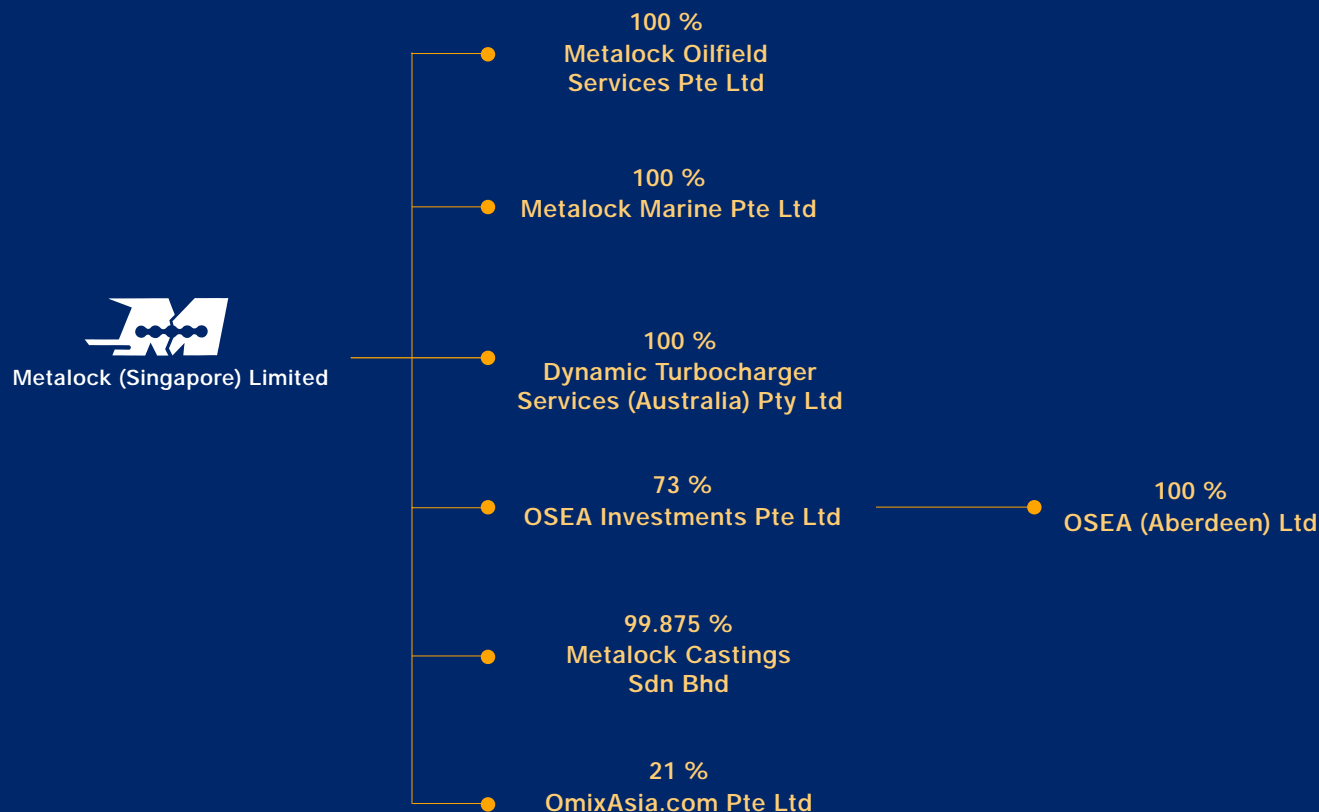 100 %
Metalock Oilfield
Services Pte Ltd
100 %
Metalock Marine Pte Ltd
Metalock (Singapore) Limited
100 %
Dynamic Turbocharger
Services (Australia) Pty Ltd
73 %
OSEA Investments Pte Ltd
100 %
OSEA (Aberdeen) Ltd
99.875 %
Metalock Castings
Sdn Bhd
21 %
OmixAsia.com Pte Ltd